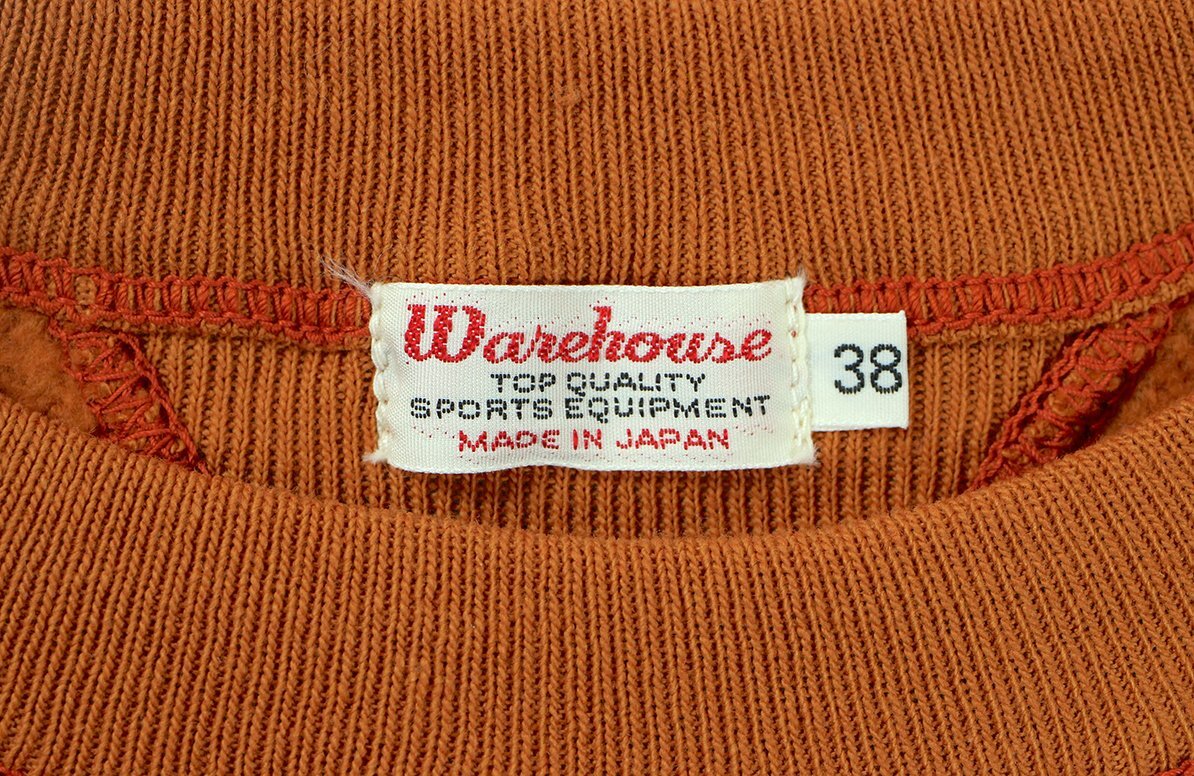 Warehouse
TOP QUALITY
SPORTS EQUIPMENT
MADE IN JAPAN
38